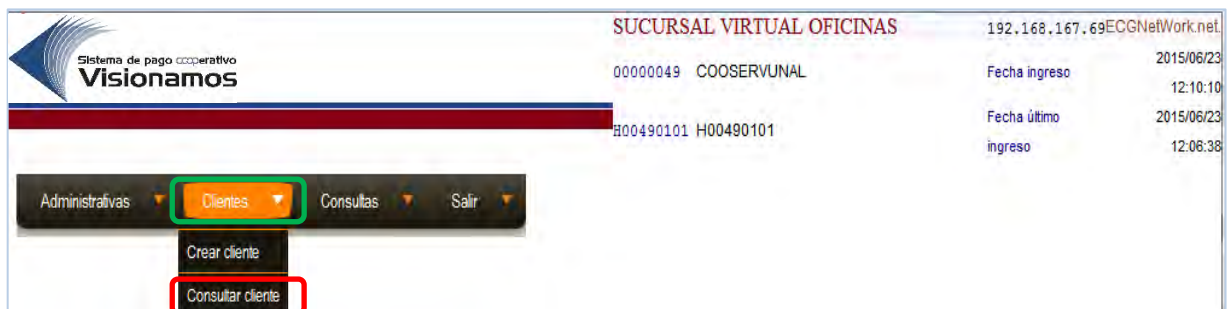 Sistema de pago cooperativo
Visionamos
SUCURSAL VIRTUAL OFICINAS
192.168.167.69ECGNetWork.net
00000049 COOSERVUNAL
Fecha ingreso
2015/06/23
12:10:10
H00490101 H00490101
Fecha último
ingreso
2015/06/23
12:06:38
Administrativas Clientes Consultas Salir
Crear cliente
Consultar cliente